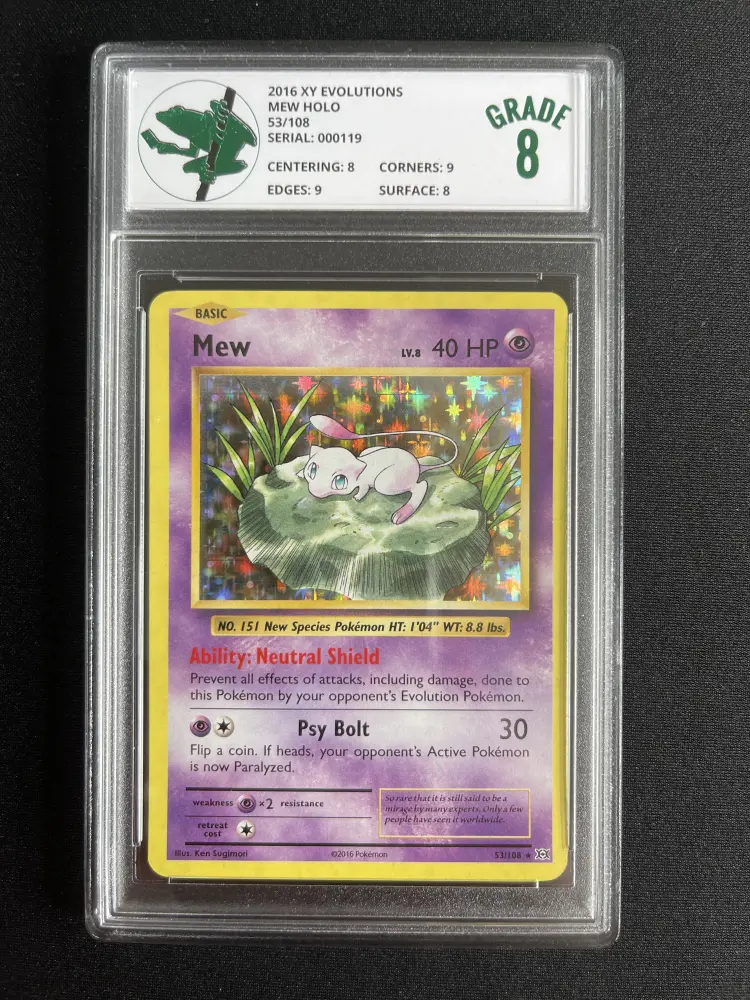 2016 XY EVOLUTIONS
MEW HOLO
53/108
SERIAL: 000119
CENTERING: 8 CORNERS: 9
EDGES: 9 SURFACE: 8
GRADE
8
BASIC
Mew LV.8 40 HP
NO. 151 New Species Pokémon HT: 1'04" WT: 8.8 lbs.
Ability: Neutral Shield
Prevent all effects of attacks, including damage, done to
this Pokémon by your opponent's Evolution Pokémon.
Psy Bolt 30
Flip a coin. If heads, your opponent's Active Pokémon
is now Paralyzed.
weakness ×2 resistance
retreat
cost
So rare that it is still said to be a
mirage by many experts. Only a few
people have seen it worldwide.
Illus. Ken Sugimori ©2016 Pokémon 53/108 ★